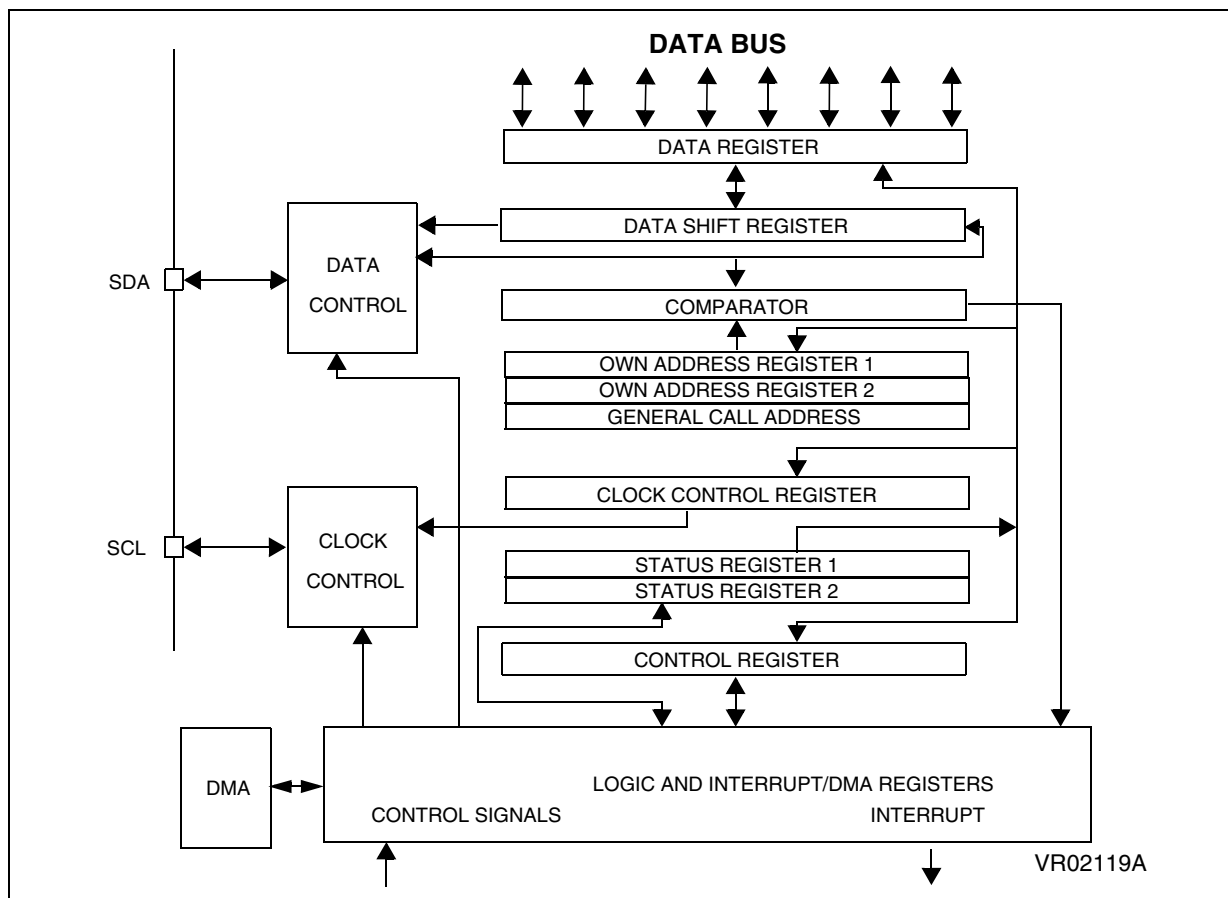 DATA BUS
DATA REGISTER
DATA SHIFT REGISTER
DATA
CONTROL
SDA
COMPARATOR
OWN ADDRESS REGISTER 1
OWN ADDRESS REGISTER 2
GENERAL CALL ADDRESS
CLOCK CONTROL REGISTER
SCL
CLOCK
CONTROL
STATUS REGISTER 1
STATUS REGISTER 2
CONTROL REGISTER
DMA
LOGIC AND INTERRUPT/DMA REGISTERS
CONTROL SIGNALS
INTERRUPT
VR02119A